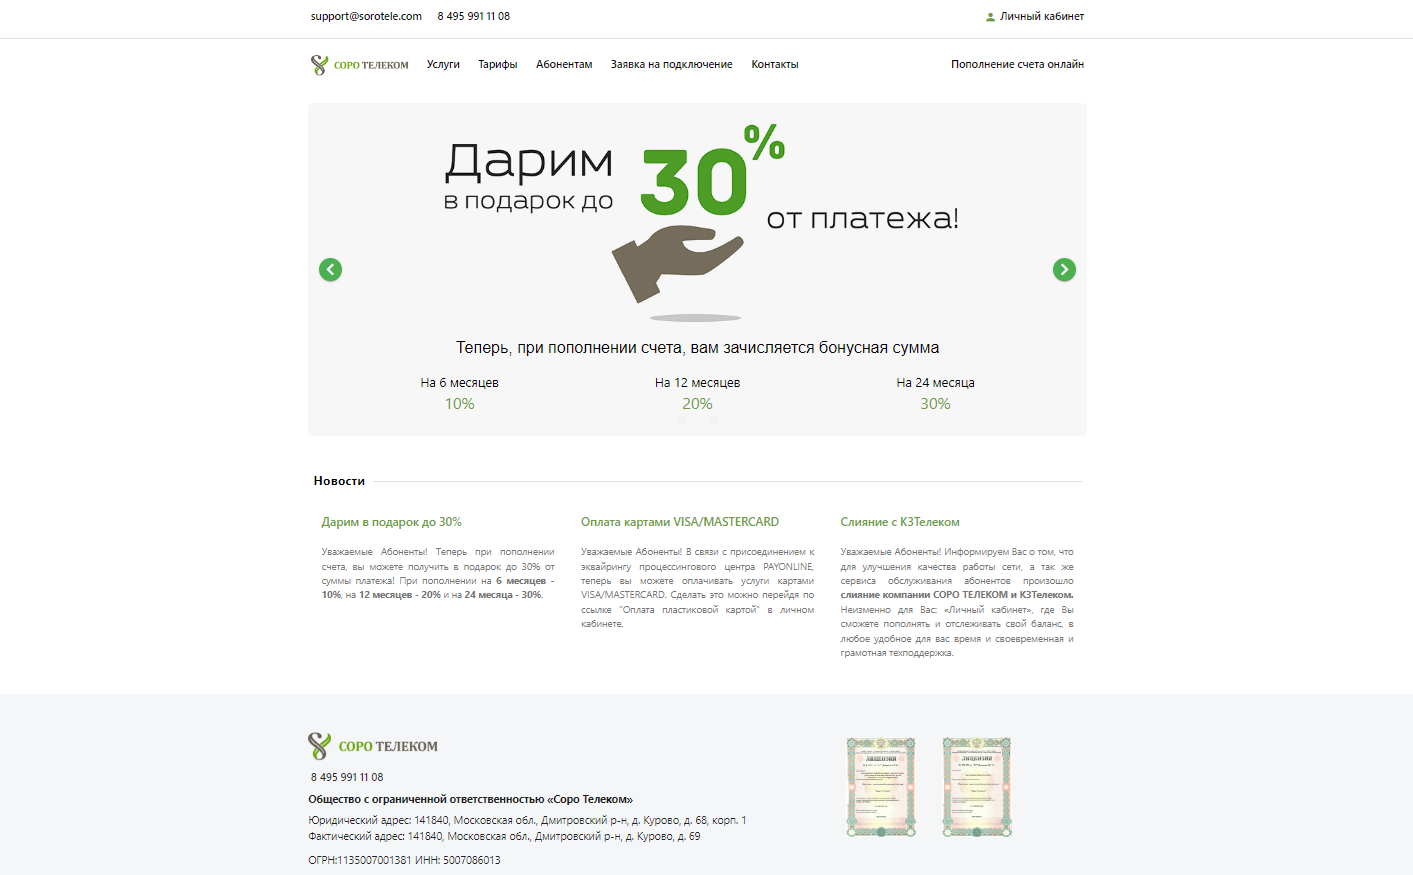 support@sorotele.com 8 495 991 11 08 Личный кабинет
СОРО ТЕЛЕКОМ Услуги Тарифы Абонентам Заявка на подключение Контакты Пополнение счета онлайн
Дарим 30%
в подарок до
от платежа!
Теперь, при пополнении счета, вам зачисляется бонусная сумма
На 6 месяцев На 12 месяцев На 24 месяца
10% 20% 30%
Новости
Дарим в подарок до 30%
Уважаемые Абоненты! Теперь при пополнении
счета, вы можете получить в подарок до 30% от
суммы платежа! При пополнении на 6 месяцев -
10%, на 12 месяцев - 20% и на 24 месяца - 30%.
Оплата картами VISA/MASTERCARD
Уважаемые Абоненты! В связи с присоединением к
эквайрингу процессингового центра PAYONLINE,
теперь вы можете оплачивать услуги картами
VISA/MASTERCARD. Сделать это можно перейдя по
ссылке "Оплата пластиковой картой" в личном
кабинете.
Слияние с КЗТелеком
Уважаемые Абоненты! Информируем Вас о том, что
для улучшения качества работы сети, а так же
сервиса обслуживания абонентов произошло
слияние компании СОРО ТЕЛЕКОМ и КЗТелеком.
Неизменно для Вас: «Личный кабинет», где Вы
сможете пополнять и отслеживать свой баланс, в
любое удобное для вас время и своевременная и
грамотная техподдержка.
СОРО ТЕЛЕКОМ
8 495 991 11 08
Общество с ограниченной ответственностью «Соро Телеком»
Юридический адрес: 141840, Московская обл., Дмитровский р-н, д. Курово, д. 68, корп. 1
Фактический адрес: 141840, Московская обл., Дмитровский р-н, д. Курово, д. 69
ОГРН:1135007001381 ИНН: 5007086013
ЛИЦЕНЗИЯ
ЛИЦЕНЗИЯ